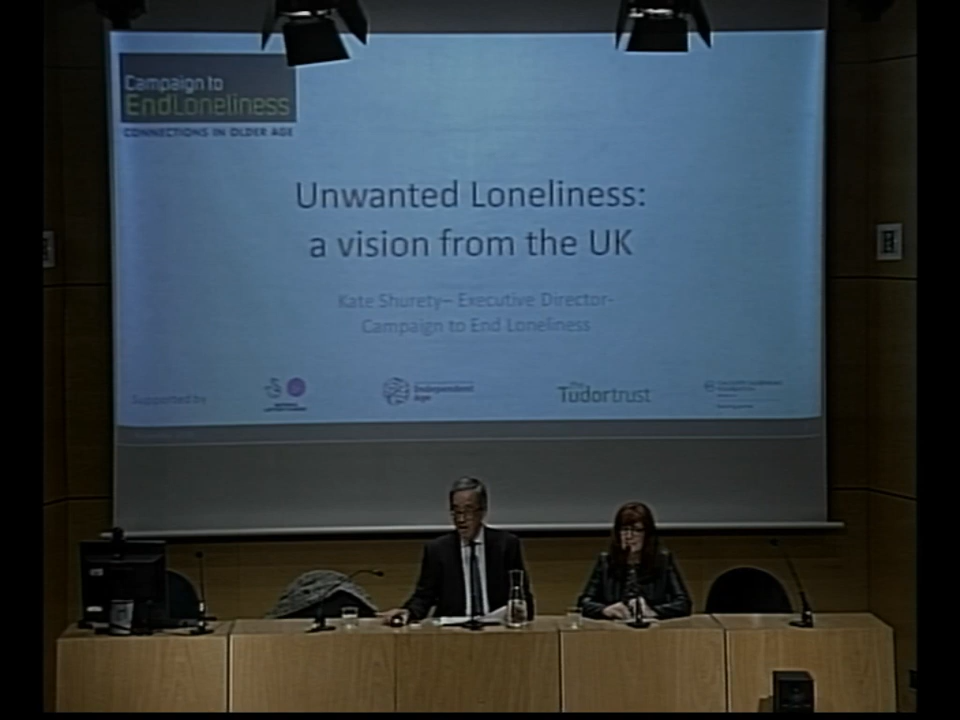 Campaign to
EndLoneliness
CONNECTIONS IN OLDER AGE
Unwanted Loneliness:
a vision from the UK
Kate Shurety– Executive Director-
Campaign to End Loneliness
Supported by
Independent
Age
Tudortrust